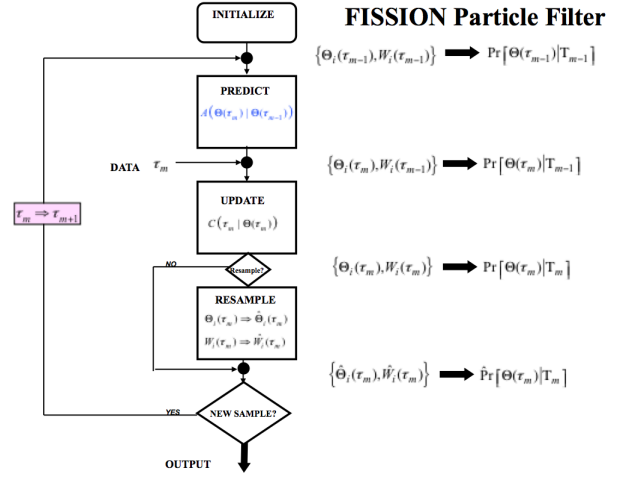 FISSION Particle Filter
INITIALIZE
{Θᵢ(τₘ₋₁), Wᵢ(τₘ₋₁)} ➡ Pr⌈Θ(τₘ₋₁)|Tₘ₋₁⌉
PREDICT
A(Θ(τₘ) | Θ(τₘ₋₁))
DATA τₘ
{Θᵢ(τₘ), Wᵢ(τₘ₋₁)} ➡ Pr⌈Θ(τₘ)|Tₘ₋₁⌉
UPDATE
C(τₘ | Θ(τₘ))
τₘ ⇒ τₘ₊₁
NO
Resample?
{Θᵢ(τₘ), Wᵢ(τₘ)} ➡ Pr⌈Θ(τₘ)|Tₘ⌉
RESAMPLE
Θᵢ(τₘ) ⇒ Θ̂ᵢ(τₘ)
Wᵢ(τₘ) ⇒ Ŵᵢ(τₘ)
{Θ̂ᵢ(τₘ), Ŵᵢ(τₘ)} ➡ P̂r⌈Θ(τₘ)|Tₘ⌉
YES
NEW SAMPLE?
OUTPUT